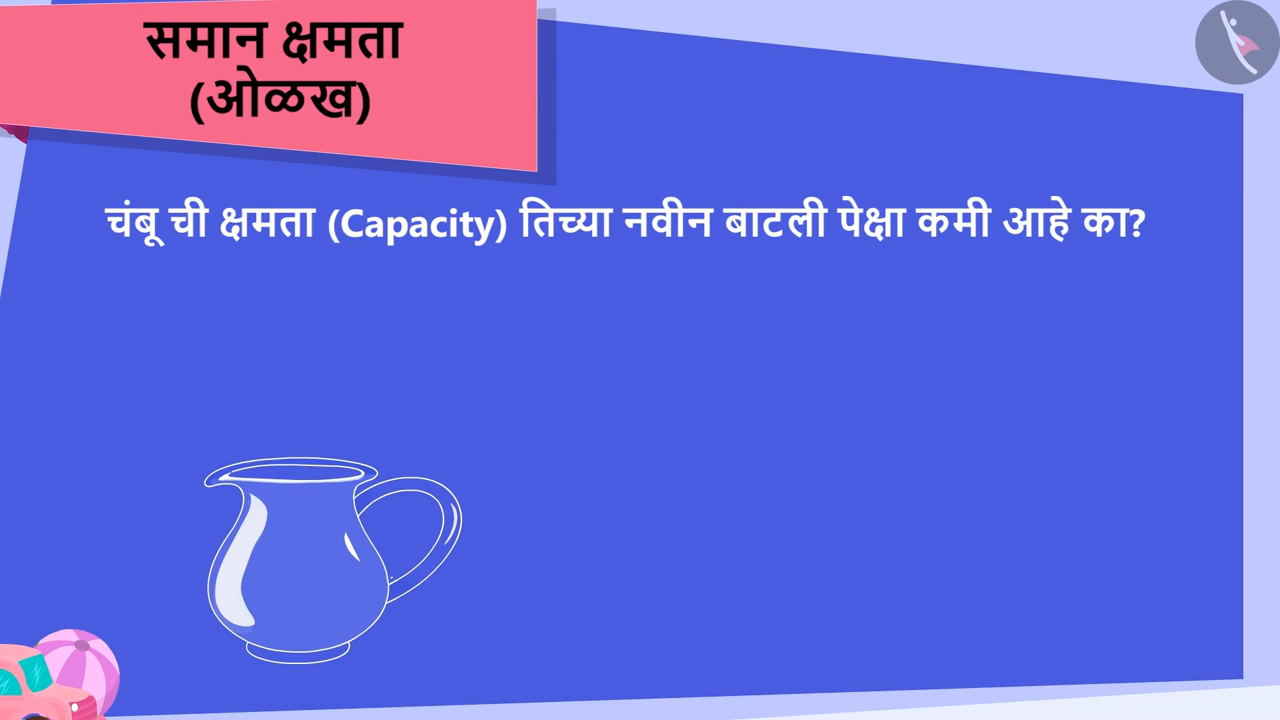 समान क्षमता
(ओळख)
चंबू ची क्षमता (Capacity) तिच्या नवीन बाटली पेक्षा कमी आहे का?